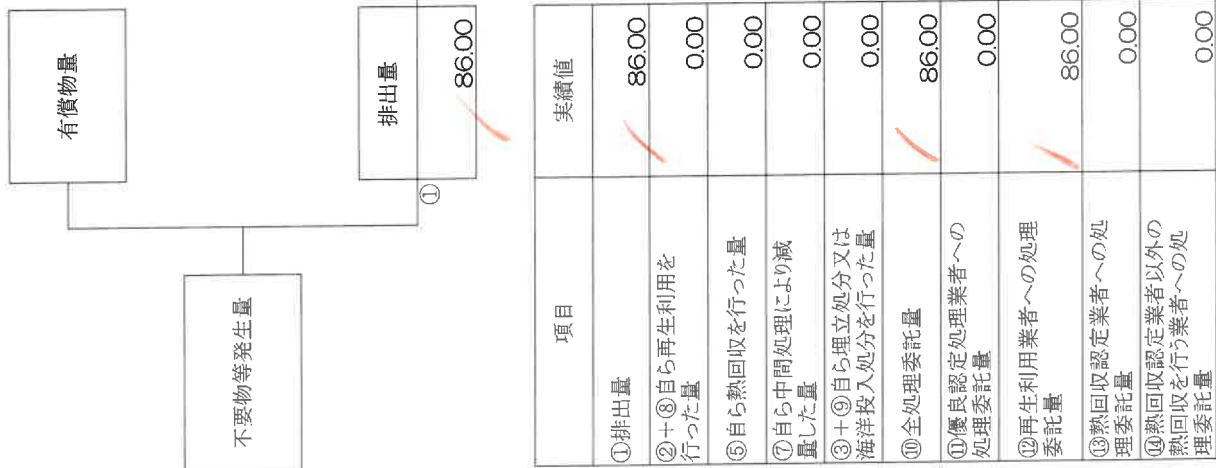 有償物量
不要物等発生量
排出量
①
86.00
項目
実績値
①排出量
86.00
②+⑧自ら再生利用を
行った量
0.00
⑤自ら熱回収を行った量
0.00
⑦自ら中間処理により減
量した量
0.00
③+⑨自ら埋立処分又は
海洋投入処分を行った量
0.00
⑩全処理委託量
86.00
⑪優良認定処理業者への
処理委託量
0.00
⑫再生利用業者への処理
委託量
86.00
⑬熱回収認定業者への処
理委託量
0.00
⑭熱回収認定業者以外の
熱回収を行う業者への処
理委託量
0.00